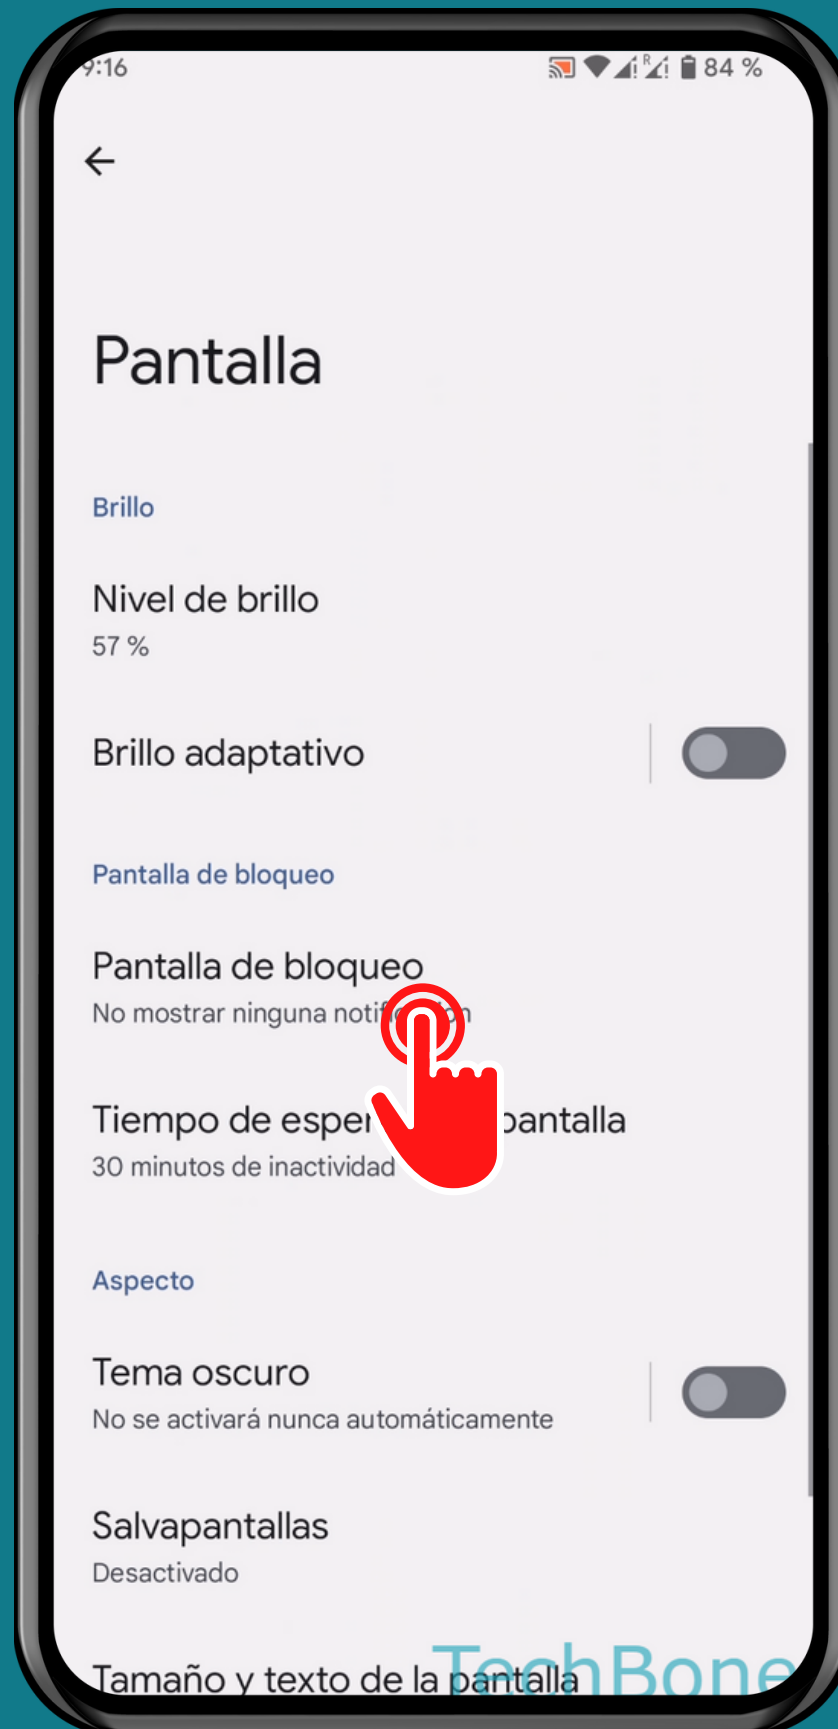 9:16 R 84 %
Pantalla
Brillo
Nivel de brillo
57 %
Brillo adaptativo
Pantalla de bloqueo
Pantalla de bloqueo
No mostrar ninguna
Tiempo de pantalla
30 minutos de inactividad
Aspecto
Tema oscuro
No se activará nunca automáticamente
Salvapantallas
Desactivado
Tamaño y texto de la pantalla
TechBone